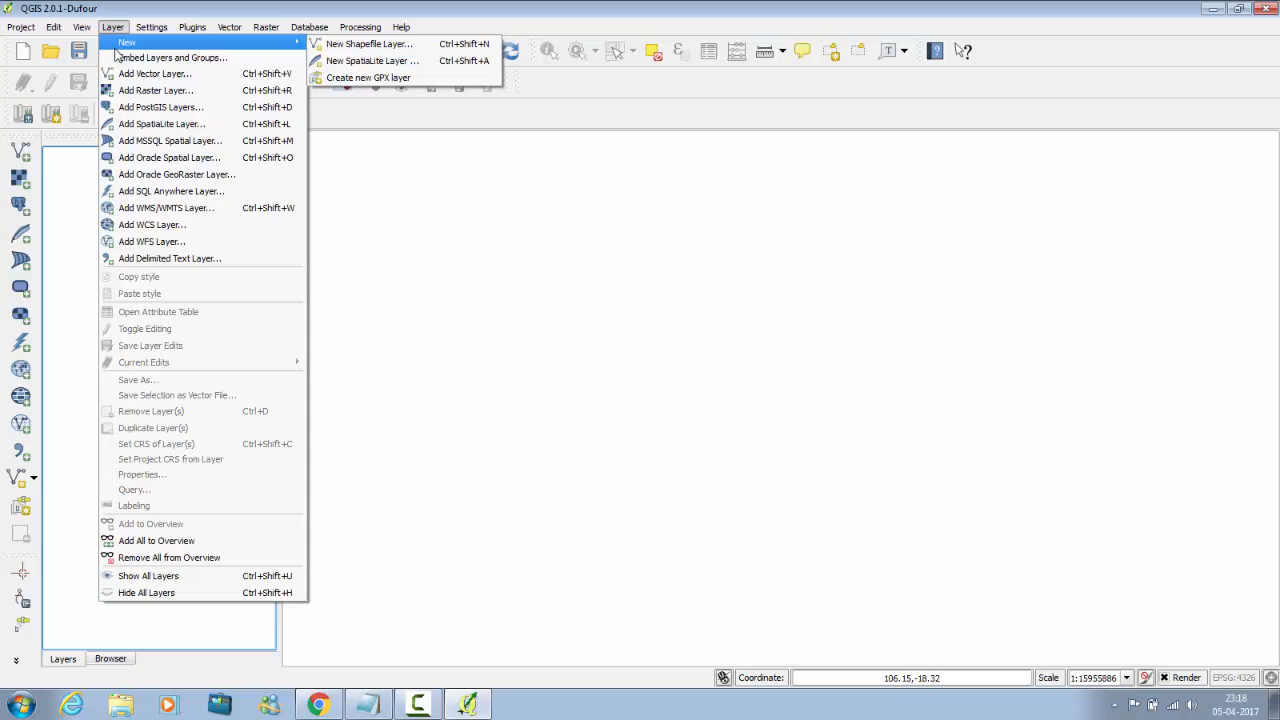 QGIS 2.0.1-Dufour
Project Edit View Layer Settings Plugins Vector Raster Database Processing Help
New
Embed Layers and Groups...
Add Vector Layer... Ctrl+Shift+V
Add Raster Layer... Ctrl+Shift+R
Add PostGIS Layers... Ctrl+Shift+D
Add SpatiaLite Layer... Ctrl+Shift+L
Add MSSQL Spatial Layer... Ctrl+Shift+M
Add Oracle Spatial Layer... Ctrl+Shift+O
Add Oracle GeoRaster Layer...
Add SQL Anywhere Layer...
Add WMS/WMTS Layer... Ctrl+Shift+W
Add WCS Layer...
Add WFS Layer...
Add Delimited Text Layer...
Copy style
Paste style
Open Attribute Table
Toggle Editing
Save Layer Edits
Current Edits
Save As...
Save Selection as Vector File...
Remove Layer(s) Ctrl+D
Duplicate Layer(s)
Set CRS of Layer(s) Ctrl+Shift+C
Set Project CRS from Layer
Properties...
Query...
Labeling
Add to Overview
Add All to Overview
Remove All from Overview
Show All Layers Ctrl+Shift+U
Hide All Layers Ctrl+Shift+H
New Shapefile Layer... Ctrl+Shift+N
New SpatiaLite Layer ... Ctrl+Shift+A
Create new GPX layer
Layers Browser
Coordinate: 106.15,-18.32 Scale 1:15955886 Render EPSG:4326
23:18
05-04-2017